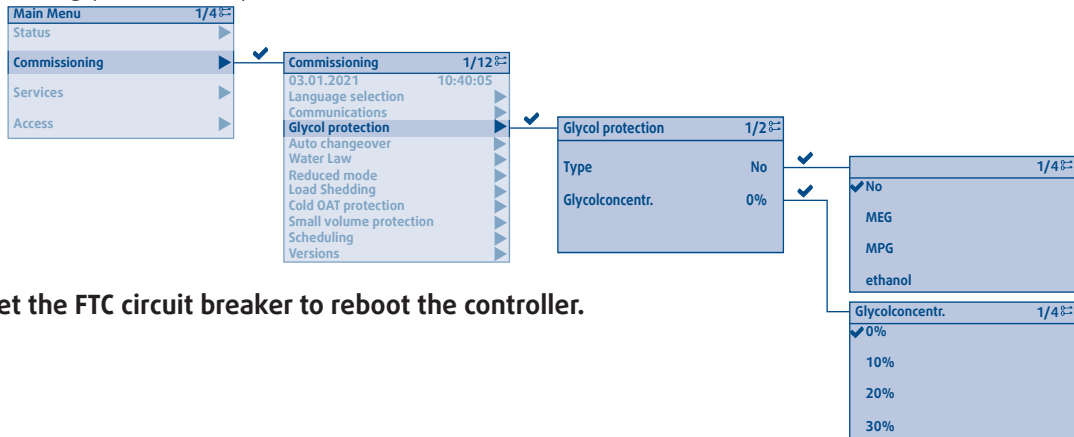 Main Menu 1/4
Status
Commissioning
Services
Access
Commissioning 1/12
03.01.2021 10:40:05
Language selection
Communications
Glycol protection
Auto changeover
Water Law
Reduced mode
Load Shedding
Cold OAT protection
Small volume protection
Scheduling
Versions
Glycol protection 1/2
Type No
Glycolconcentr. 0%
1/4
No
MEG
MPG
ethanol
Glycolconcentr. 1/4
0%
10%
20%
30%
the FTC circuit breaker to reboot the controller.